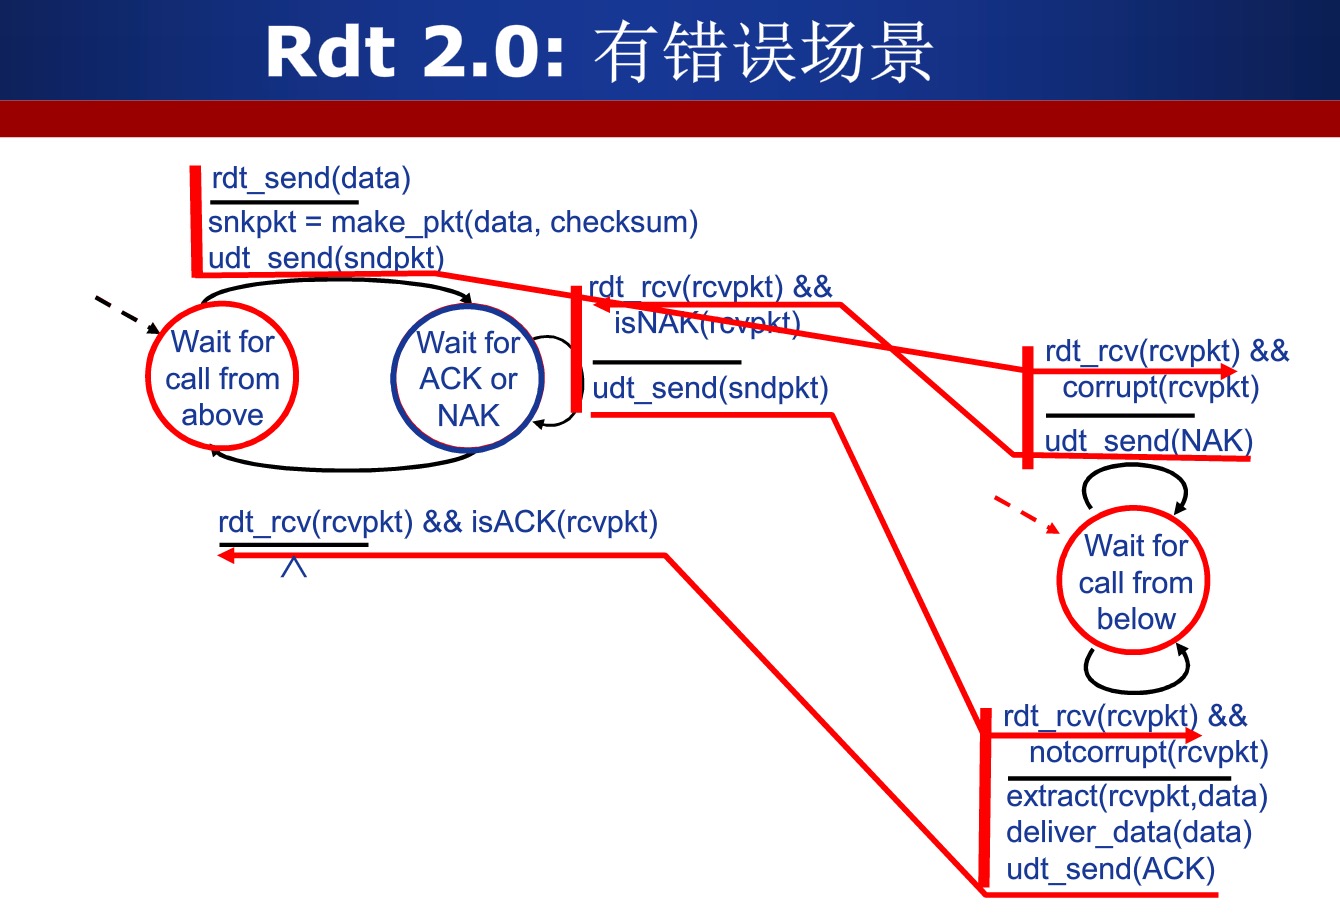 Rdt 2.0: 有错误场景
rdt_send(data)
snkpkt = make_pkt(data, checksum)
udt_send(sndpkt)
rdt_rcv(rcvpkt) &&
isNAK(rcvpkt)
udt_send(sndpkt)
Wait for
call from
above
Wait for
ACK or
NAK
rdt_rcv(rcvpkt) && isACK(rcvpkt)
Λ
rdt_rcv(rcvpkt) &&
corrupt(rcvpkt)
udt_send(NAK)
Wait for
call from
below
rdt_rcv(rcvpkt) &&
notcorrupt(rcvpkt)
extract(rcvpkt,data)
deliver_data(data)
udt_send(ACK)